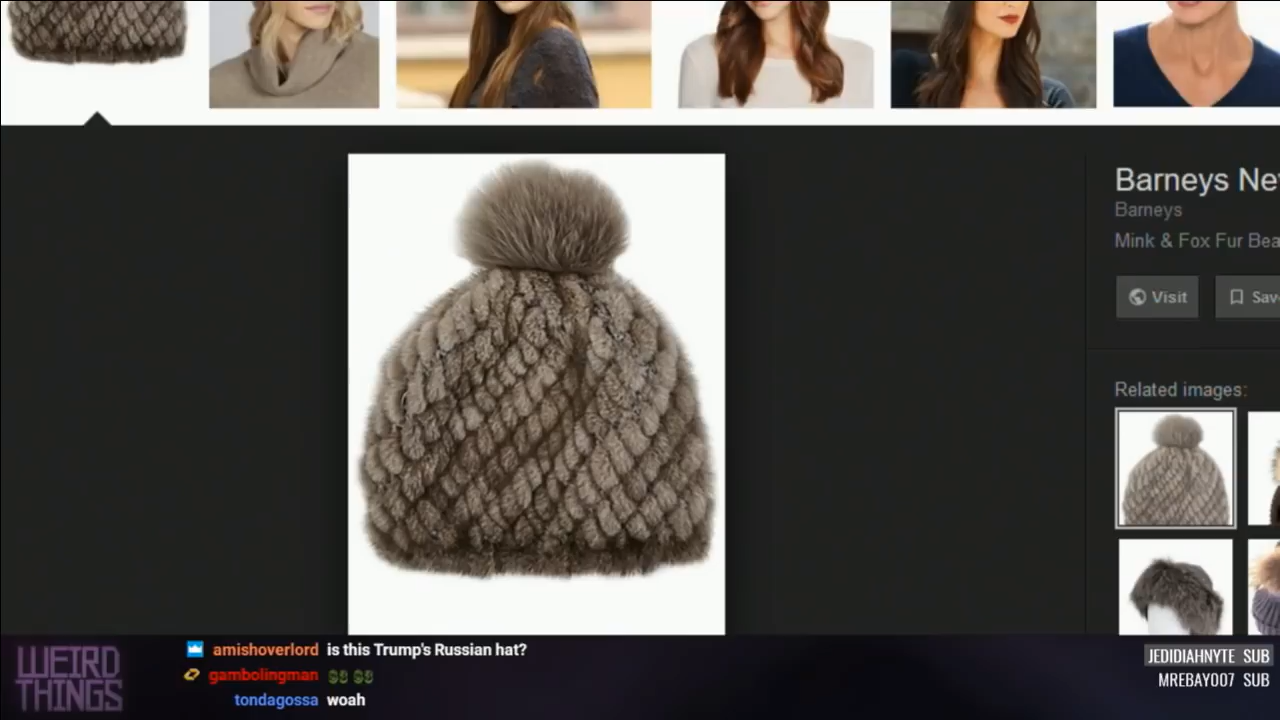 Barneys Ne
Barneys
Mink & Fox Fur Bea
Visit
Sav
Related images:
WEIRD
THINGS
amishoverlord is this Trump's Russian hat?
gambolingman
tondagossa woah
JEDIDIAHNYTE SUB
MREBAY007 SUB